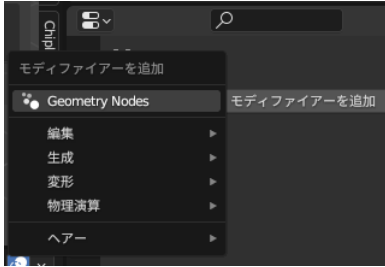 Chipl
モディファイアーを追加
Geometry Nodes
モディファイアーを追加
編集
生成
変形
物理演算
ヘアー